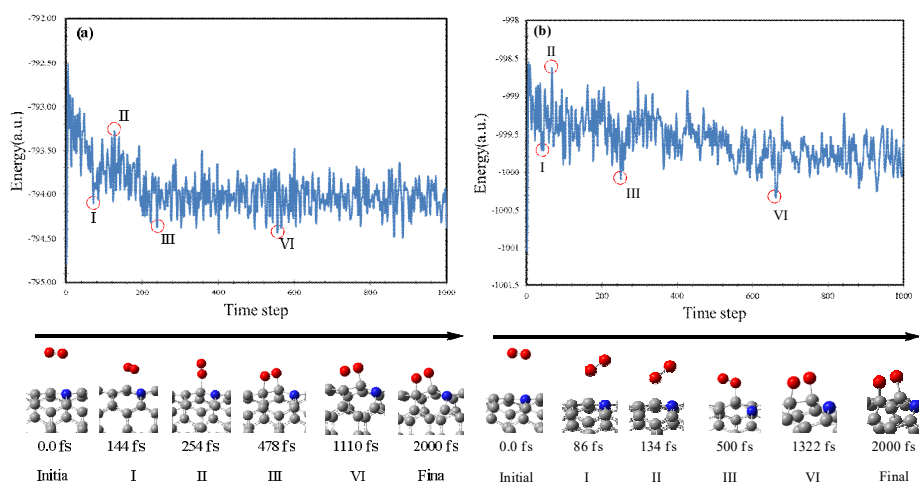 (a)
-792.00
-792.50
-793.00
-793.50
-794.00
-794.50
-795.00
Energy(a.u.)
II
I
III
VI
0
200
400
600
800
1000
Time step
(b)
-998
-998.5
-999
-999.5
-1000
-1000.5
-1001
-1001.5
Energy(a.u.)
II
I
III
VI
0
200
400
600
800
1000
Time step
0.0 fs
144 fs
254 fs
478 fs
1110 fs
2000 fs
Initia
I
II
III
VI
Fina
0.0 fs
86 fs
134 fs
500 fs
1322 fs
2000 fs
Initial
I
II
III
VI
Final